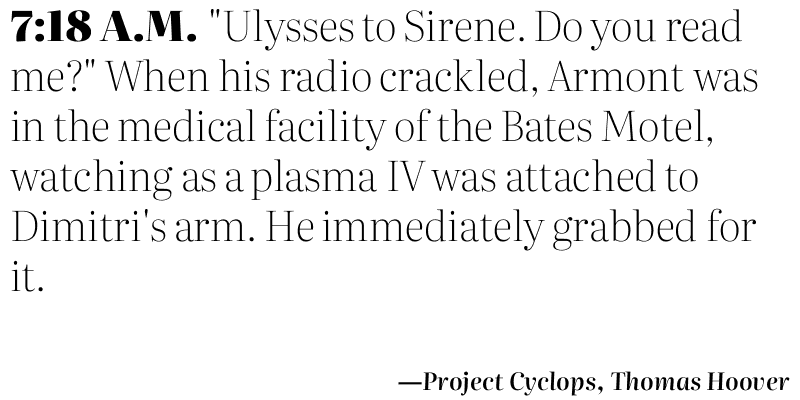 7:18 A.M. "Ulysses to Sirene. Do you read
me?" When his radio crackled, Armont was
in the medical facility of the Bates Motel,
watching as a plasma IV was attached to
Dimitri's arm. He immediately grabbed for
it.
—Project Cyclops, Thomas Hoover